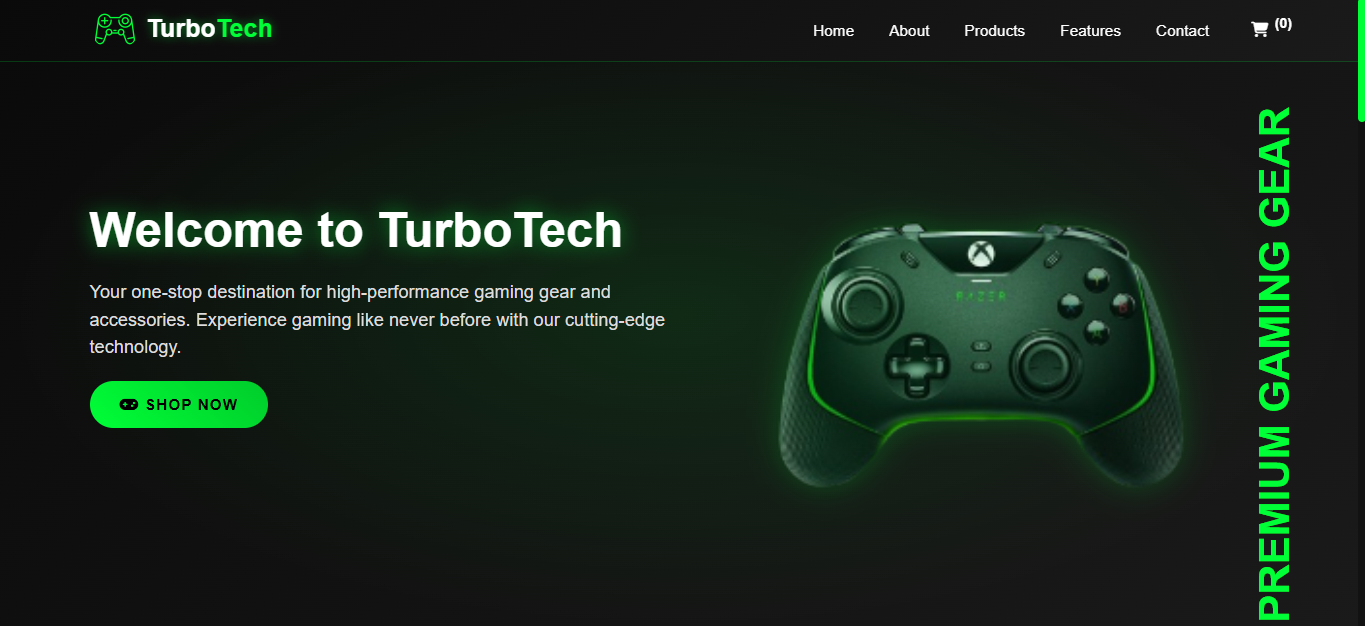 TurboTech
Home
About
Products
Features
Contact
(0)
Welcome to TurboTech
Your one-stop destination for high-performance gaming gear and
accessories. Experience gaming like never before with our cutting-edge
technology.
SHOP NOW
RAZER
Y
X
B
A
PREMIUM GAMING GEAR